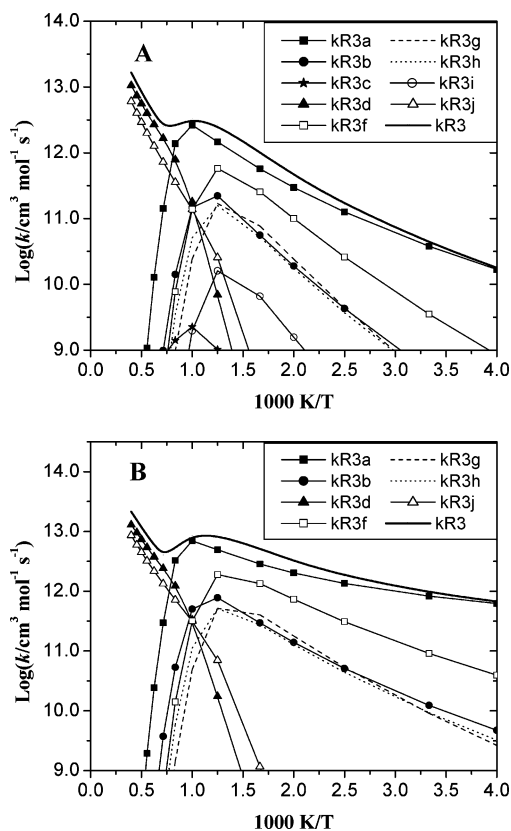 A
kR3a
kR3b
kR3c
kR3d
kR3f
kR3g
kR3h
kR3i
kR3j
kR3
Log(k/cm³ mol⁻¹ s⁻¹)
14.0
13.0
12.0
11.0
10.0
9.0
0.0 0.5 1.0 1.5 2.0 2.5 3.0 3.5 4.0
1000 K/T
B
kR3a
kR3b
kR3d
kR3f
kR3g
kR3h
kR3j
kR3
Log(k/cm³ mol⁻¹ s⁻¹)
14.0
13.0
12.0
11.0
10.0
9.0
0.0 0.5 1.0 1.5 2.0 2.5 3.0 3.5 4.0
1000 K/T